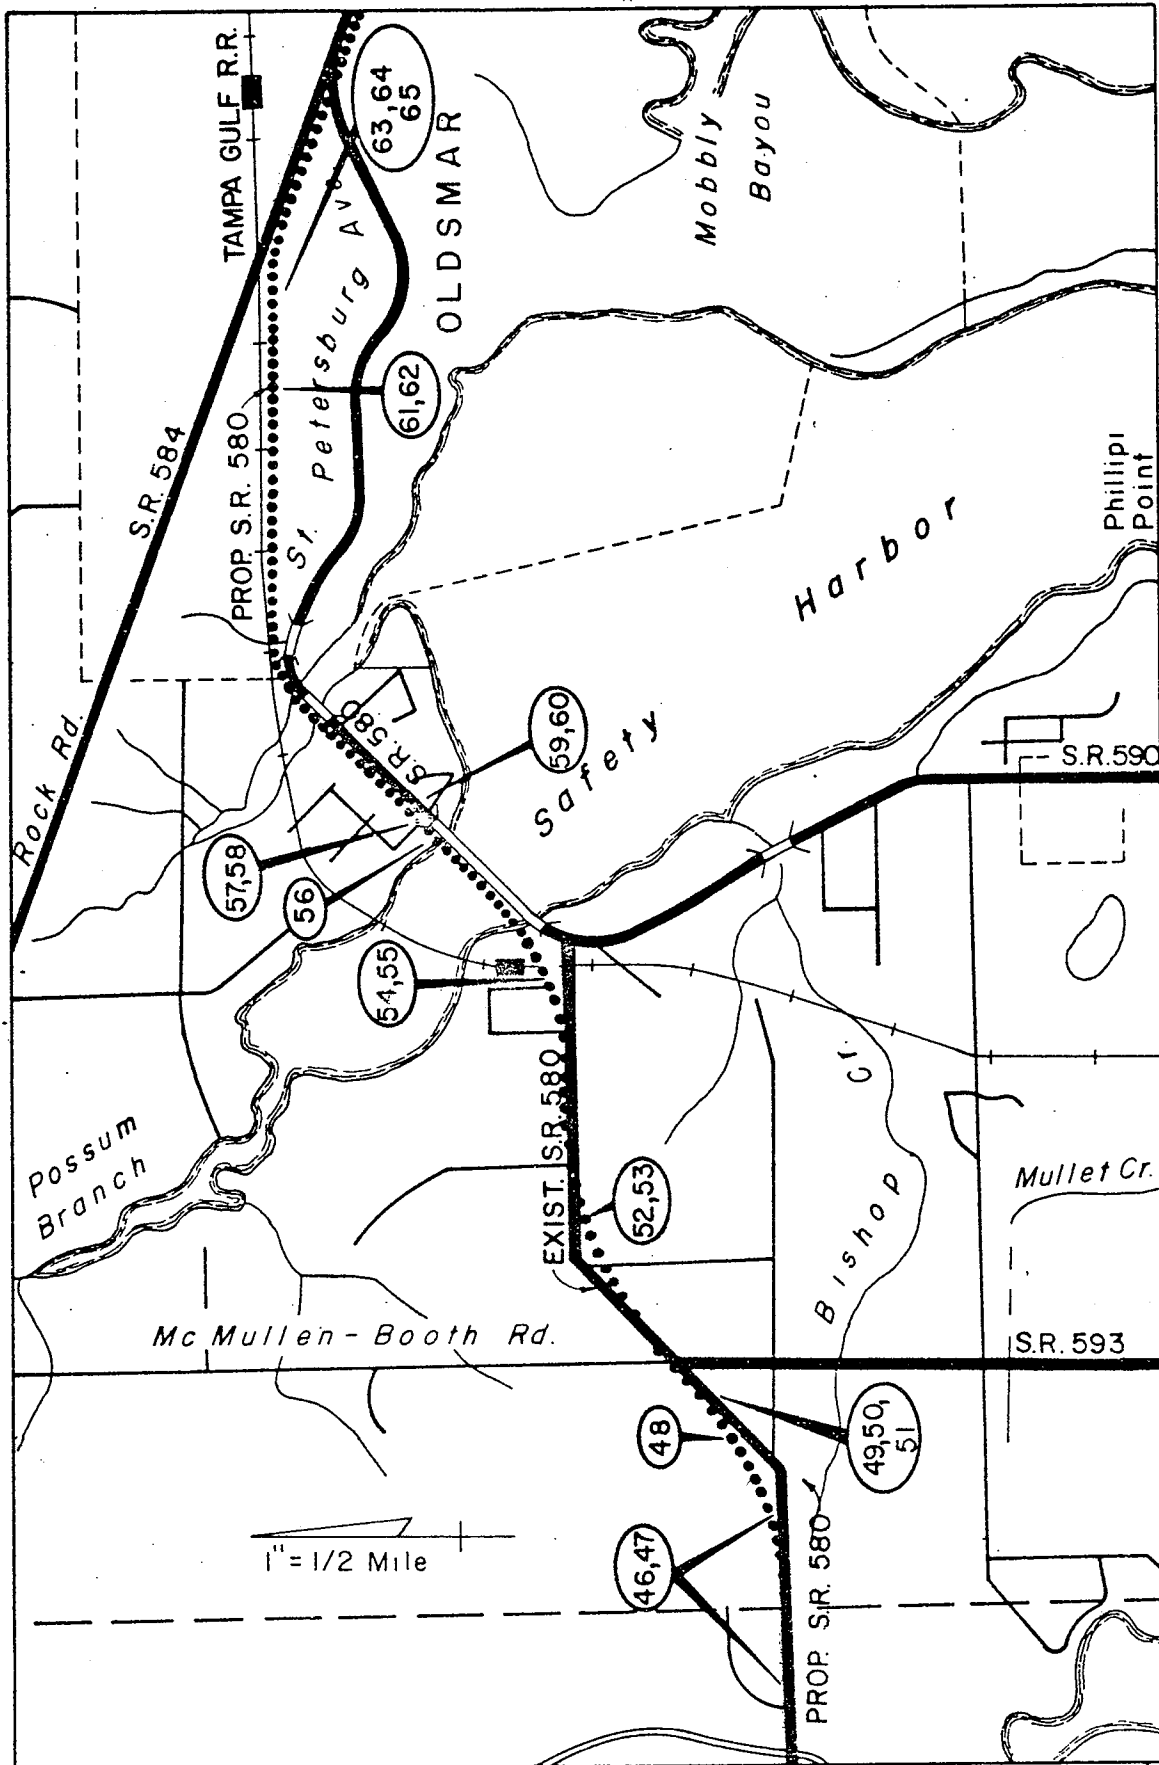 TAMPA GULF R.R.
63,64
65
OLDSMAR
Mobbly
Bayou
St. Petersburg Av.
61,62
S.R. 584
PROP. S.R. 580
Rock Rd.
S.R. 580
59,60
Safety
Harbor
Phillipi
Point
S.R.590
57,58
56
54,55
Possum
Branch
EXIST. S.R. 580
52,53
Bishop Cr.
Mullet Cr.
Mc Mullen - Booth Rd.
S.R. 593
48
49,50,
51
46,47
1" = 1/2 Mile
PROP. S.R. 580